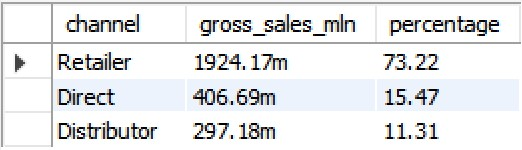 channel gross_sales_mln percentage
Retailer 1924.17m 73.22
Direct 406.69m 15.47
Distributor 297.18m 11.31